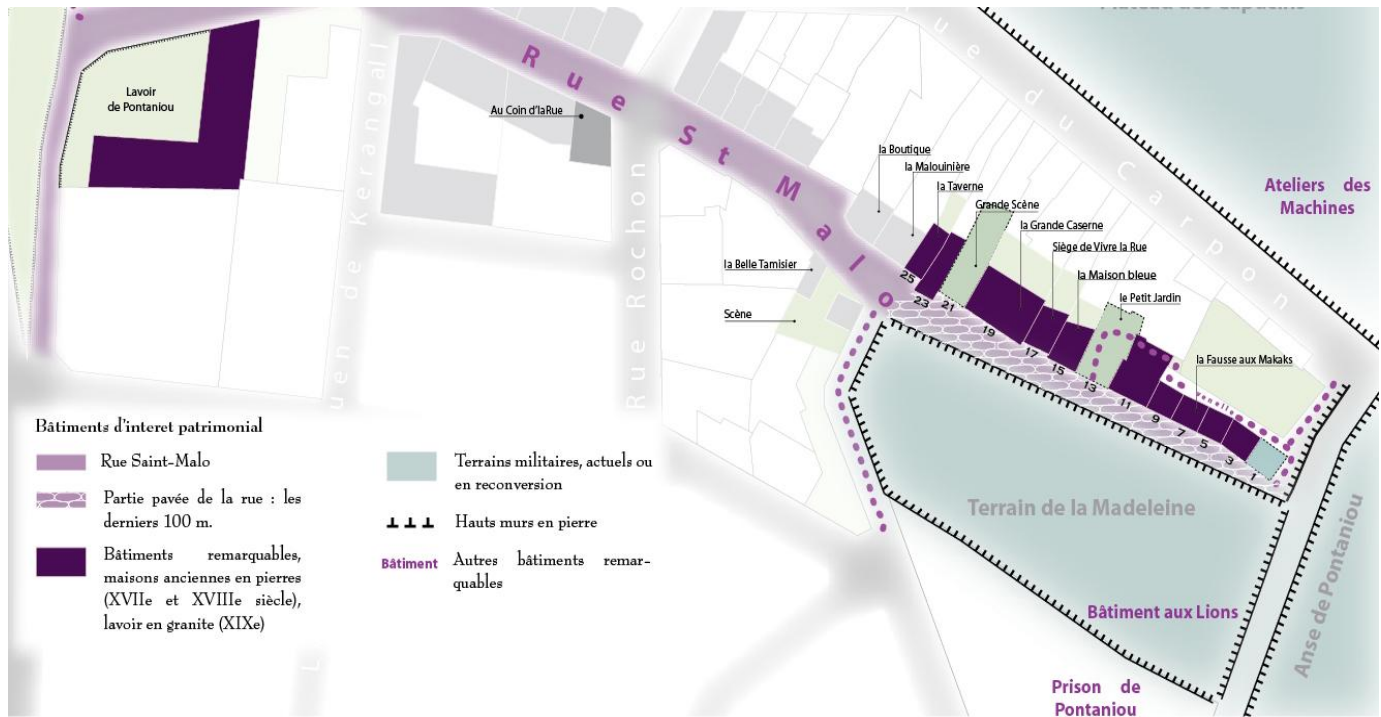 Plateau des Capucins
Lavoir
de Pontaniou
Rue St Malo
Au Coin d'laRue
Rue du Carpon
la Boutique
la Malouinière
la Taverne
Grande Scène
la Grande Caserne
Siège de Vivre la Rue
la Maison bleue
le Petit Jardin
la Fausse aux Makaks
Ateliers des
Machines
uen de Kerangall
Rue Rochon
la Belle Tamisier
Scène
25
23
21
19
17
15
13
11
9
7
5
3
1
venelle
Terrain de la Madeleine
Bâtiment aux Lions
Anse de Pontaniou
Prison de
Pontaniou
Bâtiments d'interet patrimonial
Rue Saint-Malo
Partie pavée de la rue : les
derniers 100 m.
Bâtiments remarquables,
maisons anciennes en pierres
(XVIIe et XVIIIe siècle),
lavoir en granite (XIXe)
Terrains militaires, actuels ou
en reconversion
Hauts murs en pierre
Bâtiment
Autres bâtiments remar-
quables
L